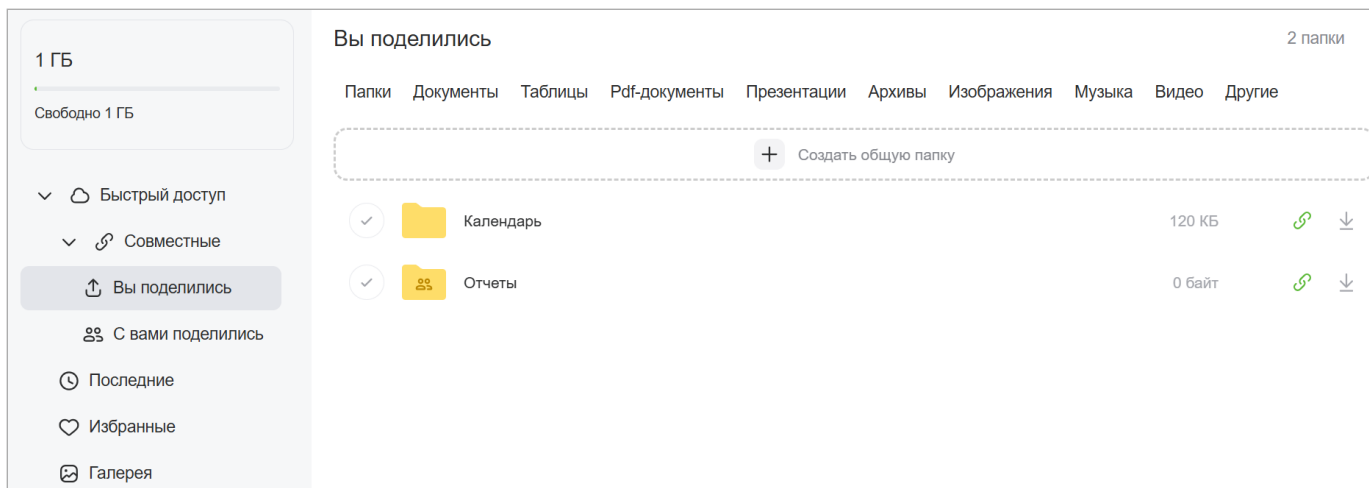 1 ГБ
Свободно 1 ГБ
Быстрый доступ
Совместные
Вы поделились
С вами поделились
Последние
Избранные
Галерея
Вы поделились
2 папки
Папки Документы Таблицы Pdf-документы Презентации Архивы Изображения Музыка Видео Другие
Создать общую папку
Календарь 120 КБ
Отчеты 0 байт